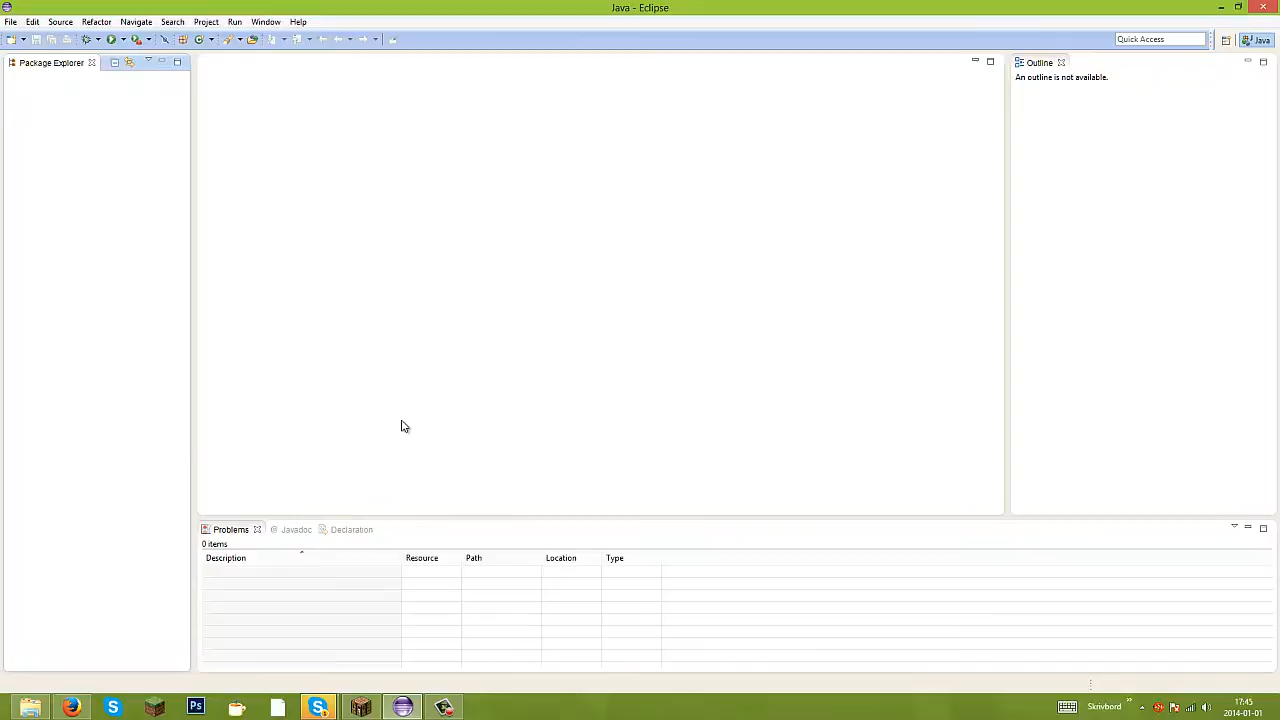 Java - Eclipse
File Edit Source Refactor Navigate Search Project Run Window Help
Quick Access
Java
Package Explorer
Outline
An outline is not available.
Problems @ Javadoc Declaration
0 items
Description Resource Path Location Type
S Ps S
Skrivbord
17:45
2014-01-01